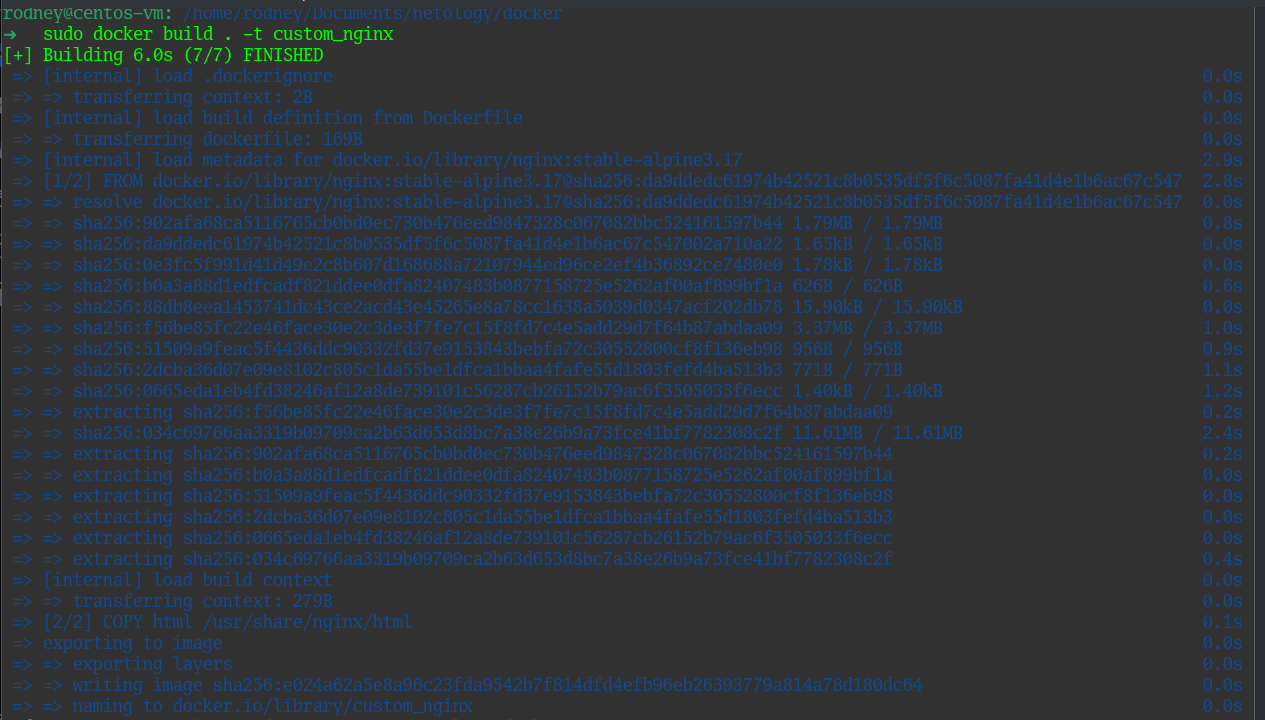 rodney@centos-vm: /home/rodney/Documents/netology/docker
→ sudo docker build . -t custom_nginx
[+] Building 6.0s (7/7) FINISHED
=> [internal] load .dockerignore 0.0s
=> => transferring context: 2B 0.0s
=> [internal] load build definition from Dockerfile 0.0s
=> => transferring dockerfile: 169B 0.0s
=> [internal] load metadata for docker.io/library/nginx:stable-alpine3.17 2.9s
=> [1/2] FROM docker.io/library/nginx:stable-alpine3.17@sha256:da9ddedc61974b42521c8b0535df5f6c5087fa41d4e1b6ac67c547 2.8s
=> => resolve docker.io/library/nginx:stable-alpine3.17@sha256:da9ddedc61974b42521c8b0535df5f6c5087fa41d4e1b6ac67c547 0.0s
=> => sha256:902afa68ca5116765cb0bd0ec730b476eed9847328c067082bbc524161597b44 1.79MB / 1.79MB 0.8s
=> => sha256:da9ddedc61974b42521c8b0535df5f6c5087fa41d4e1b6ac67c547002a710a22 1.65kB / 1.65kB 0.0s
=> => sha256:0e3fc5f991d41d49e2c8b607d168688a72107944ed96ce2ef4b36892ce7480e0 1.78kB / 1.78kB 0.0s
=> => sha256:b0a3a88d1edfcadf821ddee0dfa82407483b0877158725e5262af00af899bf1a 626B / 626B 0.6s
=> => sha256:88db8eea1453741dc43ce2acd43e45265e8a78cc1638a5039d0347acf202db78 15.90kB / 15.90kB 0.0s
=> => sha256:f56be85fc22e46face30e2c3de3f7fe7c15f8fd7c4e5add29d7f64b87abdaa09 3.37MB / 3.37MB 1.0s
=> => sha256:51509a9feac5f4436ddc90332fd37e9153843bebfa72c30552800cf8f136eb98 956B / 956B 0.9s
=> => sha256:2dcba36d07e09e8102c805c1da55be1dfca1bbaa4fafe55d1803fefd4ba513b3 771B / 771B 1.1s
=> => sha256:0665eda1eb4fd38246af12a8de739101c56287cb26152b79ac6f3505033f6ecc 1.40kB / 1.40kB 1.2s
=> => extracting sha256:f56be85fc22e46face30e2c3de3f7fe7c15f8fd7c4e5add29d7f64b87abdaa09 0.2s
=> => sha256:034c69766aa3319b09709ca2b63d653d8bc7a38e26b9a73fce41bf7782308c2f 11.61MB / 11.61MB 2.4s
=> => extracting sha256:902afa68ca5116765cb0bd0ec730b476eed9847328c067082bbc524161597b44 0.2s
=> => extracting sha256:b0a3a88d1edfcadf821ddee0dfa82407483b0877158725e5262af00af899bf1a 0.0s
=> => extracting sha256:51509a9feac5f4436ddc90332fd37e9153843bebfa72c30552800cf8f136eb98 0.0s
=> => extracting sha256:2dcba36d07e09e8102c805c1da55be1dfca1bbaa4fafe55d1803fefd4ba513b3 0.0s
=> => extracting sha256:0665eda1eb4fd38246af12a8de739101c56287cb26152b79ac6f3505033f6ecc 0.0s
=> => extracting sha256:034c69766aa3319b09709ca2b63d653d8bc7a38e26b9a73fce41bf7782308c2f 0.4s
=> [internal] load build context 0.0s
=> => transferring context: 279B 0.0s
=> [2/2] COPY html /usr/share/nginx/html 0.1s
=> exporting to image 0.0s
=> => exporting layers 0.0s
=> => writing image sha256:e024a62a5e8a96c23fda9542b7f814dfd4efb96eb26393779a814a78d180dc64 0.0s
=> => naming to docker.io/library/custom_nginx 0.0s